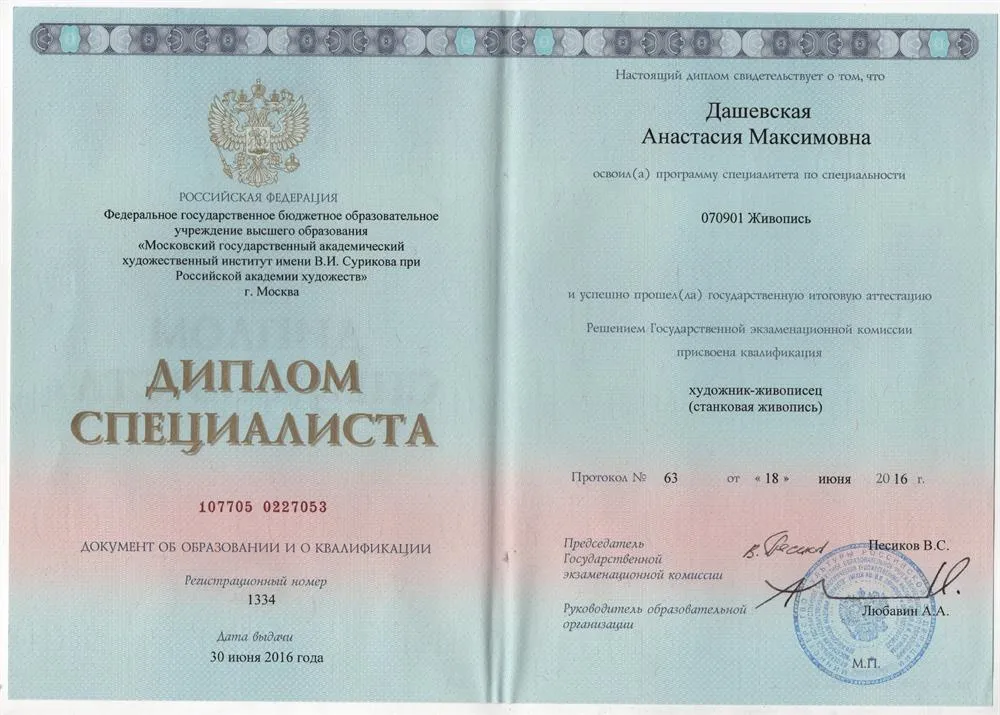 РОССИЙСКАЯ ФЕДЕРАЦИЯ
Федеральное государственное бюджетное образовательное
учреждение высшего образования
«Московский государственный академический
художественный институт имени В.И. Сурикова при
Российской академии художеств»
г. Москва
ДИПЛОМ
СПЕЦИАЛИСТА
107705 0227053
ДОКУМЕНТ ОБ ОБРАЗОВАНИИ И О КВАЛИФИКАЦИИ
Регистрационный номер
1334
Дата выдачи
30 июня 2016 года
Настоящий диплом свидетельствует о том, что
Дашевская
Анастасия Максимовна
освоил(а) программу специалитета по специальности
070901 Живопись
и успешно прошел(ла) государственную итоговую аттестацию
Решением Государственной экзаменационной комиссии
присвоена квалификация
художник-живописец
(станковая живопись)
Протокол № 63 от « 18 » июня 20 16 г.
Председатель
Государственной
экзаменационной комиссии
В. Песиков
Песиков В.С.
Руководитель образовательной
организации
Любавин А.А.
М.П.